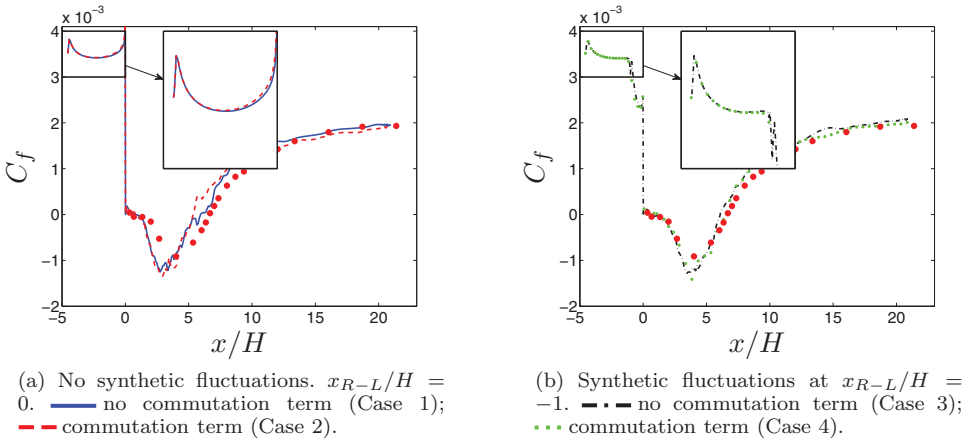 x 10⁻³
4
3
2
1
0
−1
−2
−5 0 5 10 15 20
C_f
x/H
x 10⁻³
4
3
2
1
0
−1
−2
−5 0 5 10 15 20
C_f
x/H
(a) No synthetic fluctuations. x_{R−L}/H =
0. no commutation term (Case 1);
commutation term (Case 2).
(b) Synthetic fluctuations at x_{R−L}/H =
−1. no commutation term (Case 3);
commutation term (Case 4).